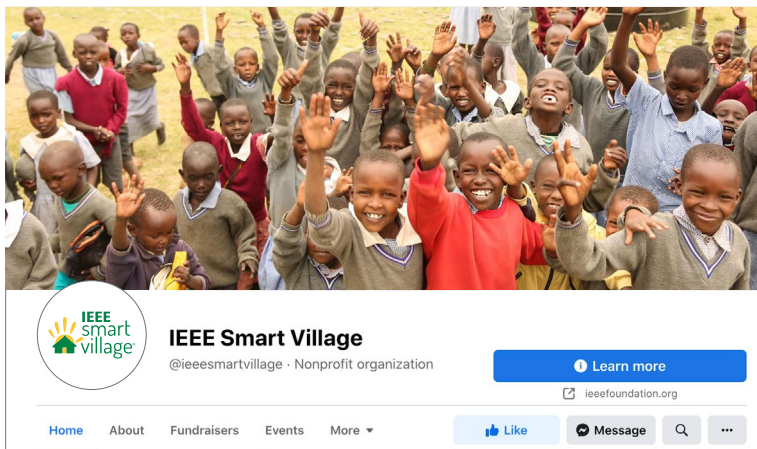 IEEE
smart
village
IEEE Smart Village
@ieeesmartvillage · Nonprofit organization
Learn more
ieeefoundation.org
Home About Fundraisers Events More
Like Message